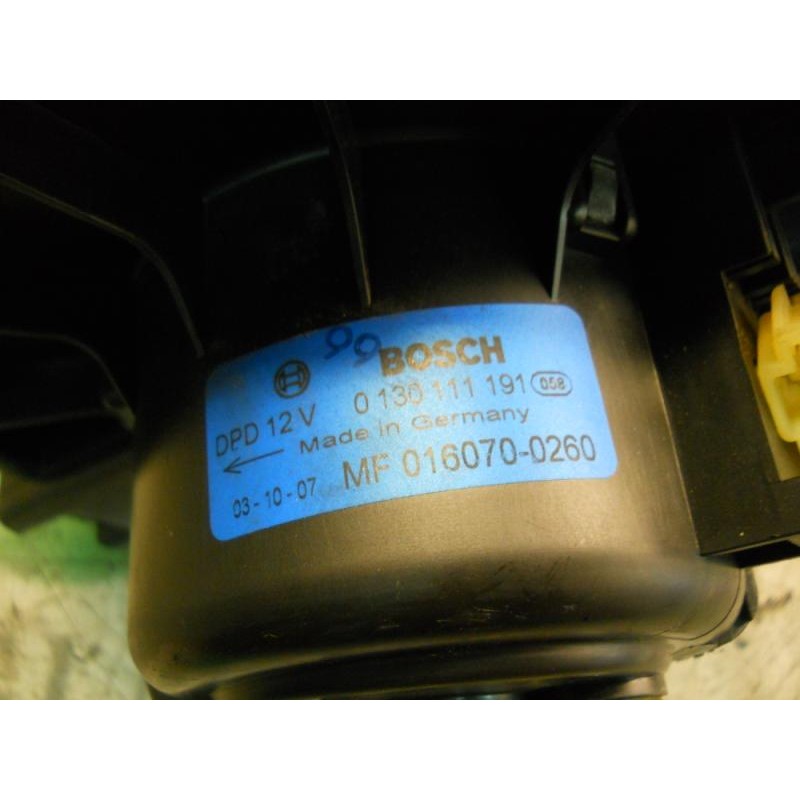 99
BOSCH
DPD 12 V 0 130 111 191 058
Made in Germany
03-10-07 MF 016070-0260